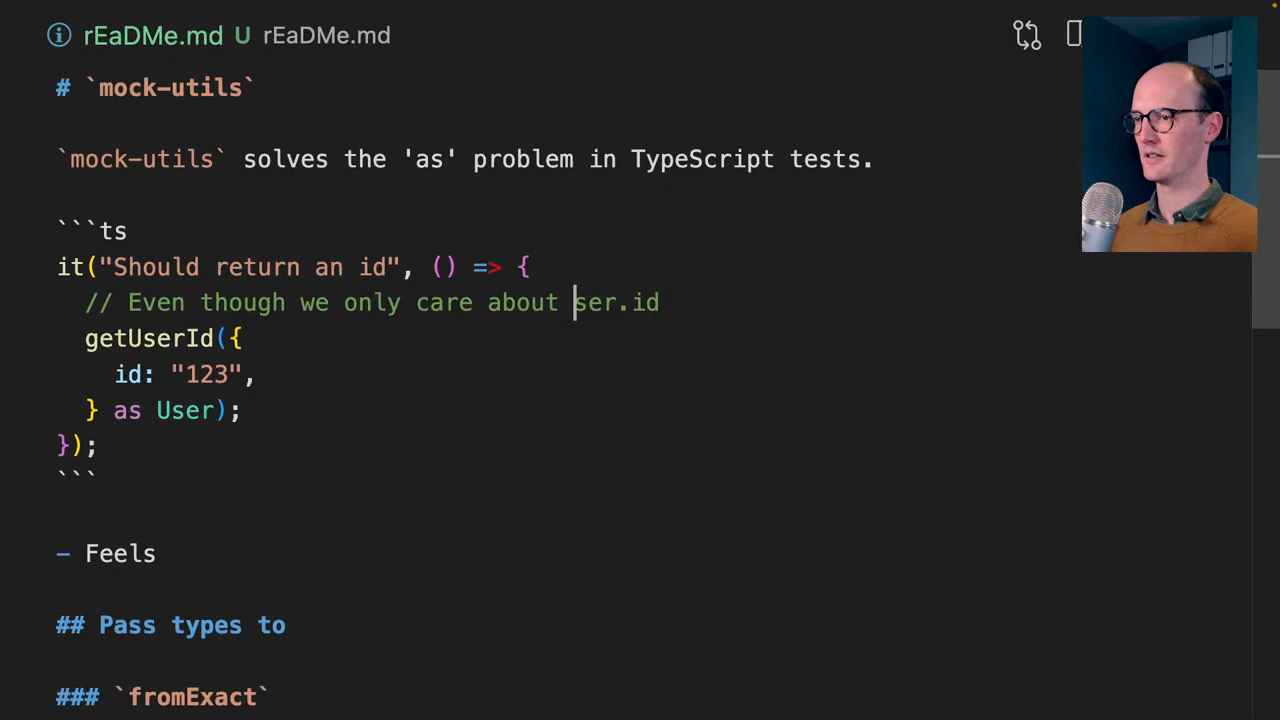 rEaDMe.md U rEaDMe.md
# `mock-utils`
`mock-utils` solves the 'as' problem in TypeScript tests.
```ts
it("Should return an id", () => {
// Even though we only care about ser.id
getUserId({
id: "123",
} as User);
});
```
- Feels
## Pass types to
### `fromExact`